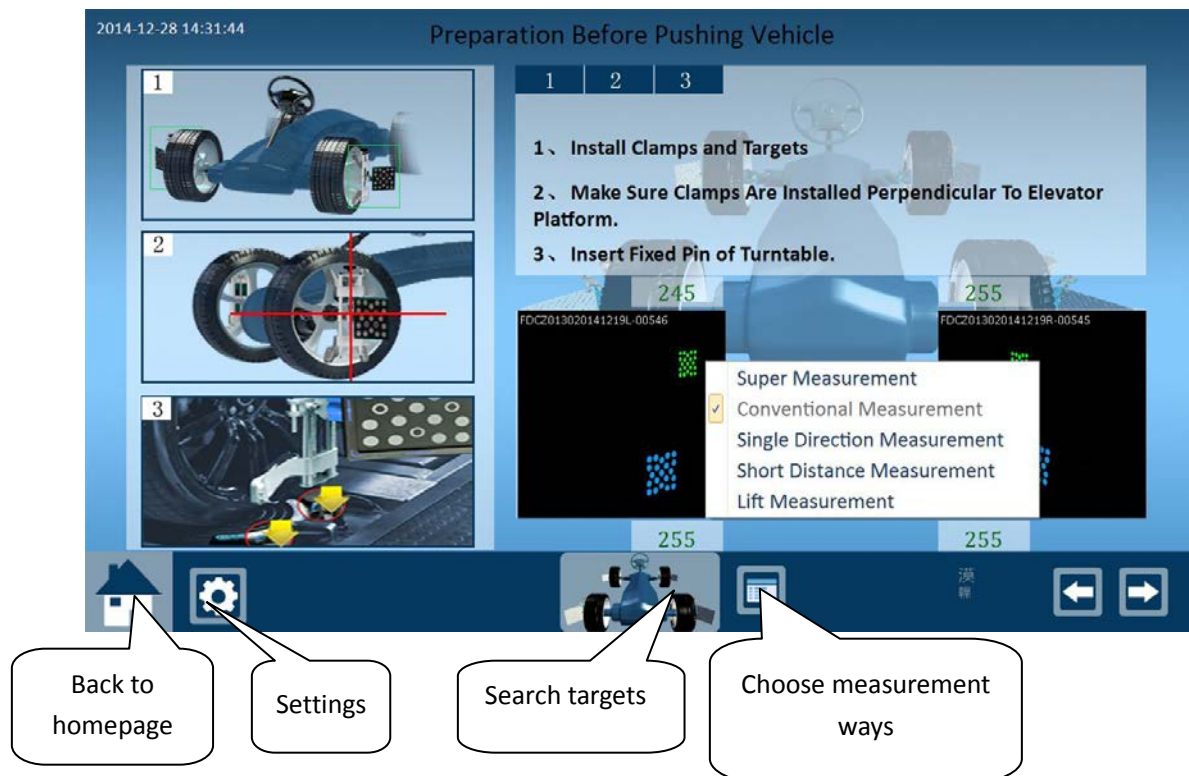 2014-12-28 14:31:44
Preparation Before Pushing Vehicle
1
2
3
1 2 3
1、 Install Clamps and Targets
2、 Make Sure Clamps Are Installed Perpendicular To Elevator
Platform.
3、 Insert Fixed Pin of Turntable.
245
255
FDCZ013020141219L-00546
FDCZ013020141219R-00545
Super Measurement
✓ Conventional Measurement
Single Direction Measurement
Short Distance Measurement
Lift Measurement
255
255
Back to
homepage
Settings
Search targets
Choose measurement
ways